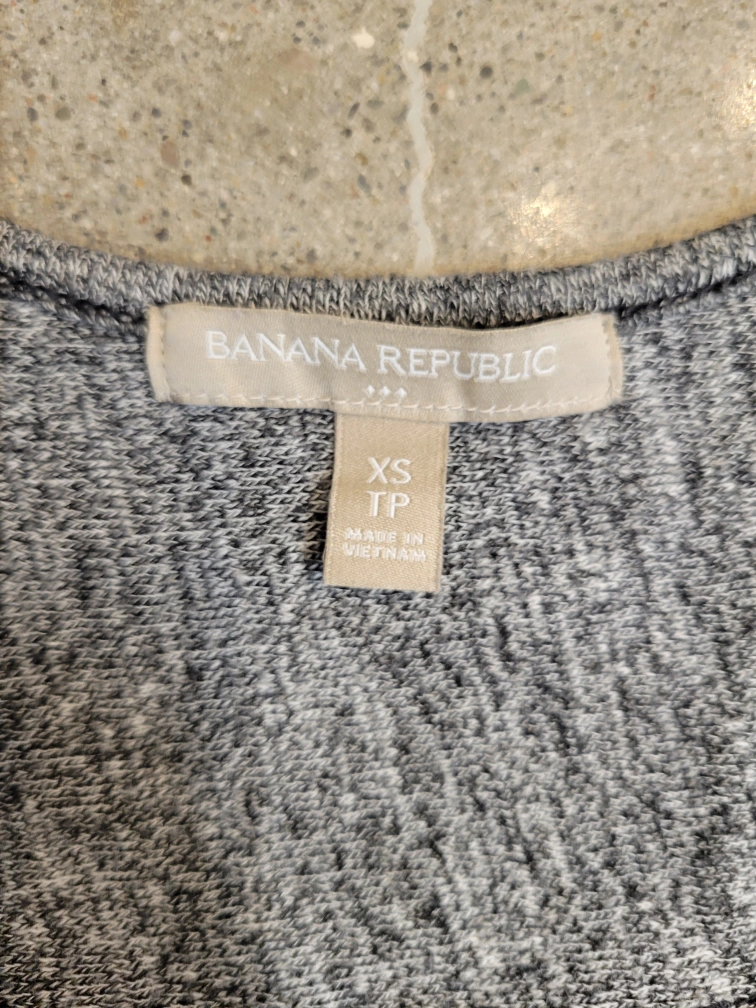 BANANA REPUBLIC
XS
TP
MADE IN
VIETNAM